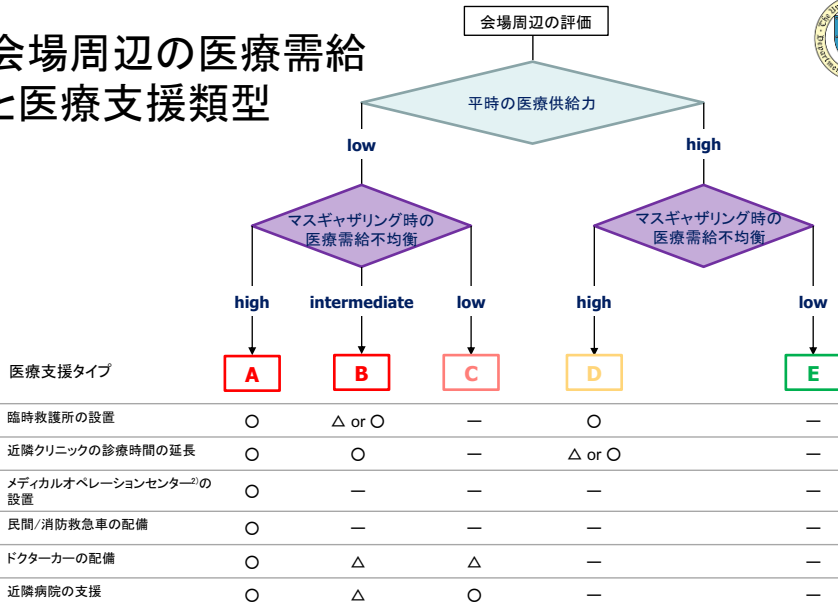 会場周辺の医療需給
と医療支援類型
会場周辺の評価
平時の医療供給力
low
high
マスギャザリング時の
医療需給不均衡
マスギャザリング時の
医療需給不均衡
high
intermediate
low
high
low
医療支援タイプ
A
B
C
D
E
臨時救護所の設置 〇 △ or 〇 — 〇 —
近隣クリニックの診療時間の延長 〇 〇 — △ or 〇 —
メディカルオペレーションセンター2)の
設置 〇 — — — —
民間/消防救急車の配備 〇 — — — —
ドクターカーの配備 〇 △ △ — —
近隣病院の支援 〇 △ 〇 — —